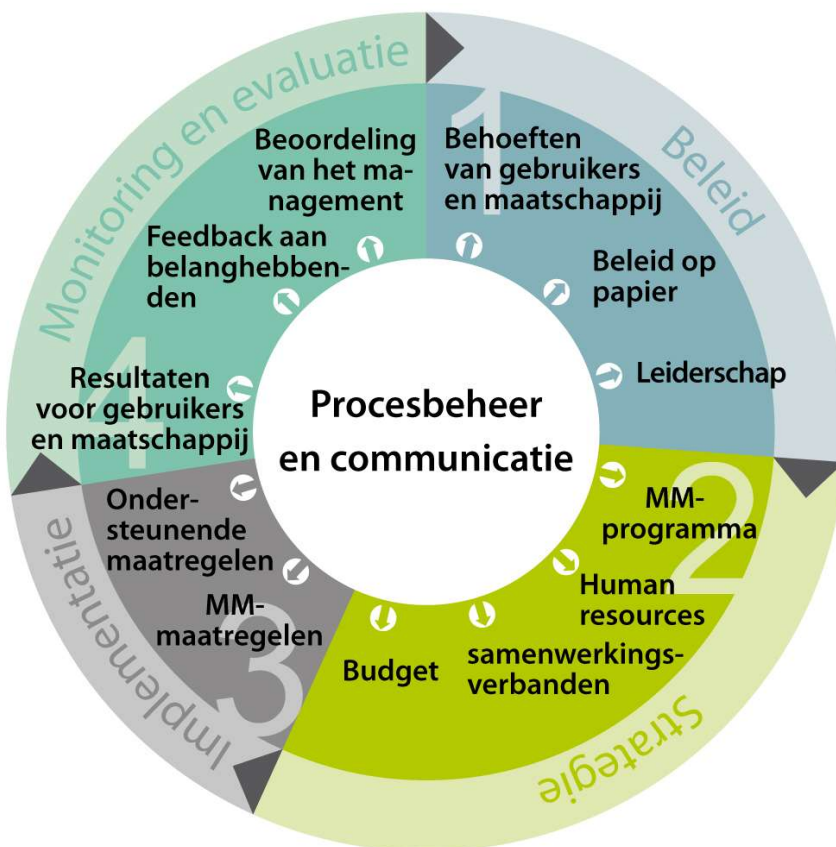 Monitoring en evaluatie
Beleid
Strategie
Implementatie
1
Behoeften
van gebruikers
en maatschappij
Beleid op
papier
Leiderschap
2
MM-
programma
Human
resources
samenwerkings-
verbanden
Budget
3
MM-
maatregelen
Onder-
steunende
maatregelen
4
Resultaten
voor gebruikers
en maatschappij
Feedback aan
belanghebben-
den
Beoordeling
van het ma-
nagement
Procesbeheer
en communicatie